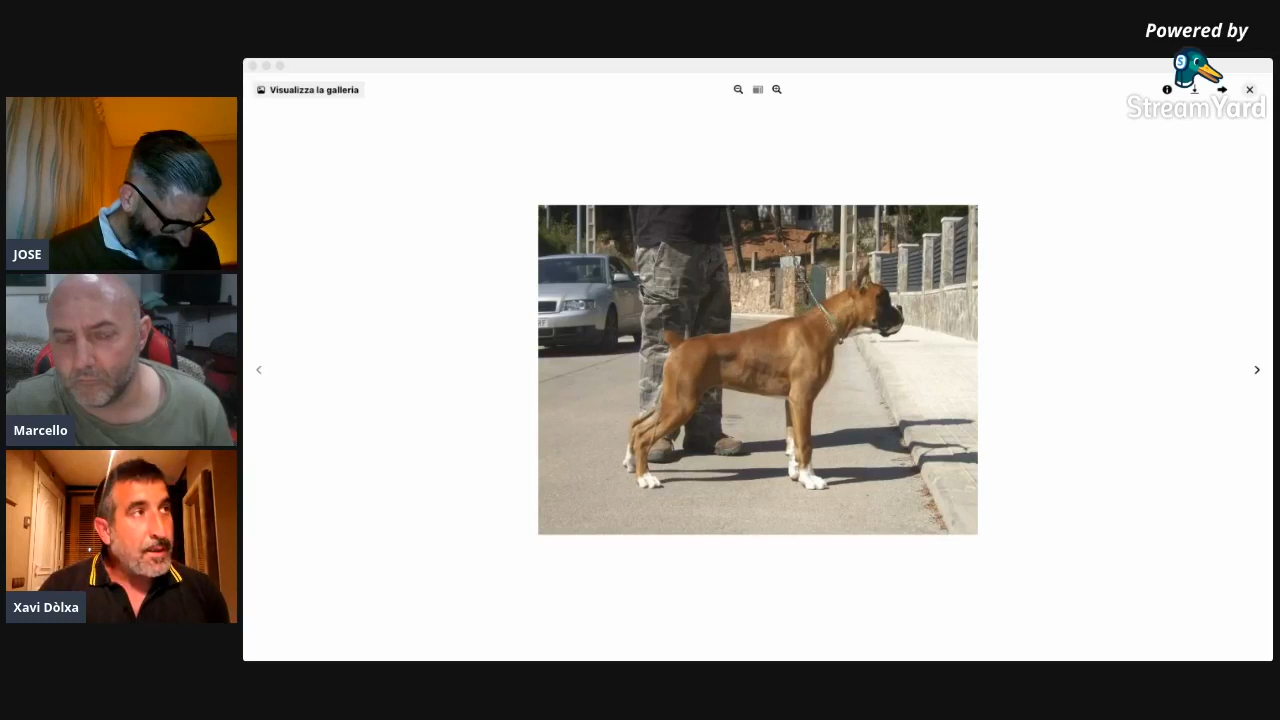 Powered by
StreamYard
Visualizza la galleria
JOSE
Marcello
Xavi Dòlxa